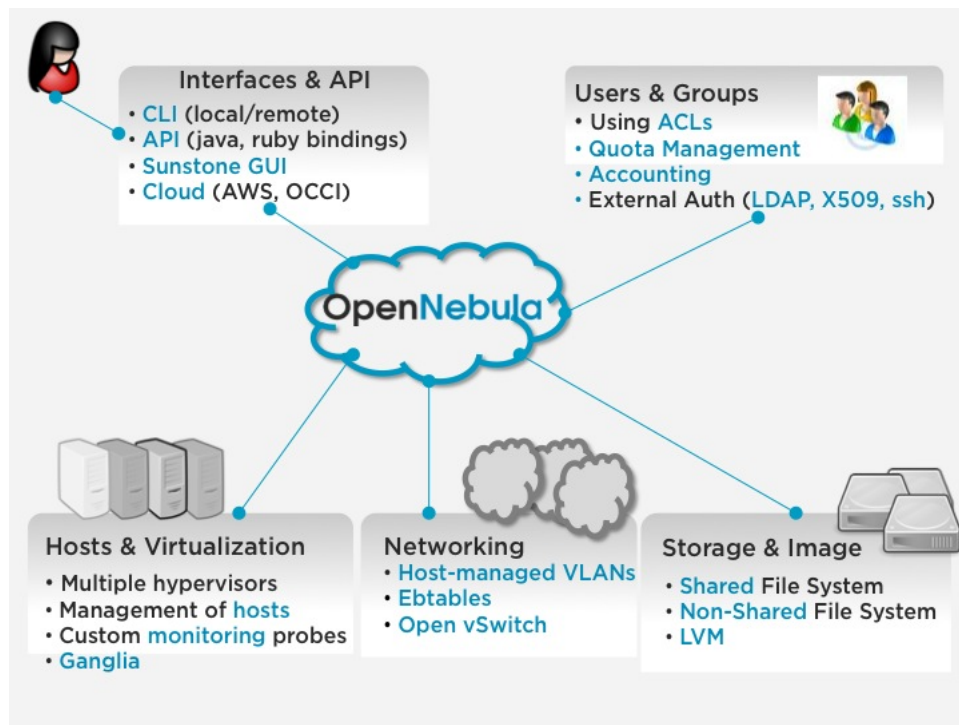 Interfaces & API
• CLI (local/remote)
• API (java, ruby bindings)
• Sunstone GUI
• Cloud (AWS, OCCI)
Users & Groups
• Using ACLs
• Quota Management
• Accounting
• External Auth (LDAP, X509, ssh)
OpenNebula
Hosts & Virtualization
• Multiple hypervisors
• Management of hosts
• Custom monitoring probes
• Ganglia
Networking
• Host-managed VLANs
• Ebtables
• Open vSwitch
Storage & Image
• Shared File System
• Non-Shared File System
• LVM